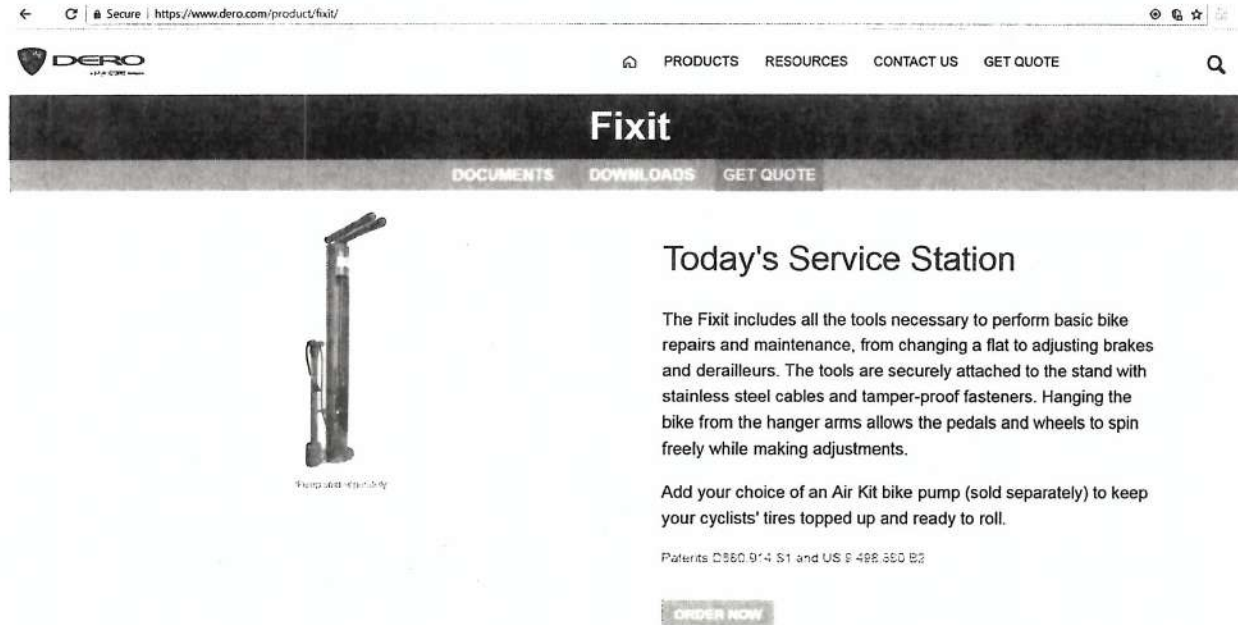 Secure | https://www.dero.com/product/fixit/
DERO
PRODUCTS RESOURCES CONTACT US GET QUOTE
Fixit
DOCUMENTS DOWNLOADS GET QUOTE
Today's Service Station
The Fixit includes all the tools necessary to perform basic bike
repairs and maintenance, from changing a flat to adjusting brakes
and derailleurs. The tools are securely attached to the stand with
stainless steel cables and tamper-proof fasteners. Hanging the
bike from the hanger arms allows the pedals and wheels to spin
freely while making adjustments.
Add your choice of an Air Kit bike pump (sold separately) to keep
your cyclists' tires topped up and ready to roll.
Patents S1 and US B2
ORDER NOW